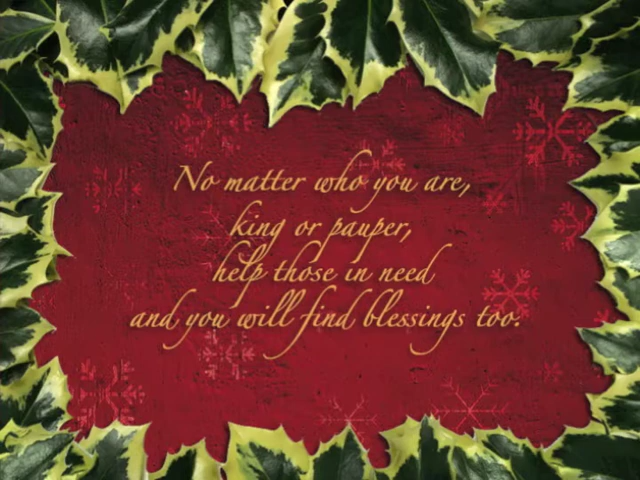 No matter who you are,
king or pauper,
help those in need
and you will find blessings too.